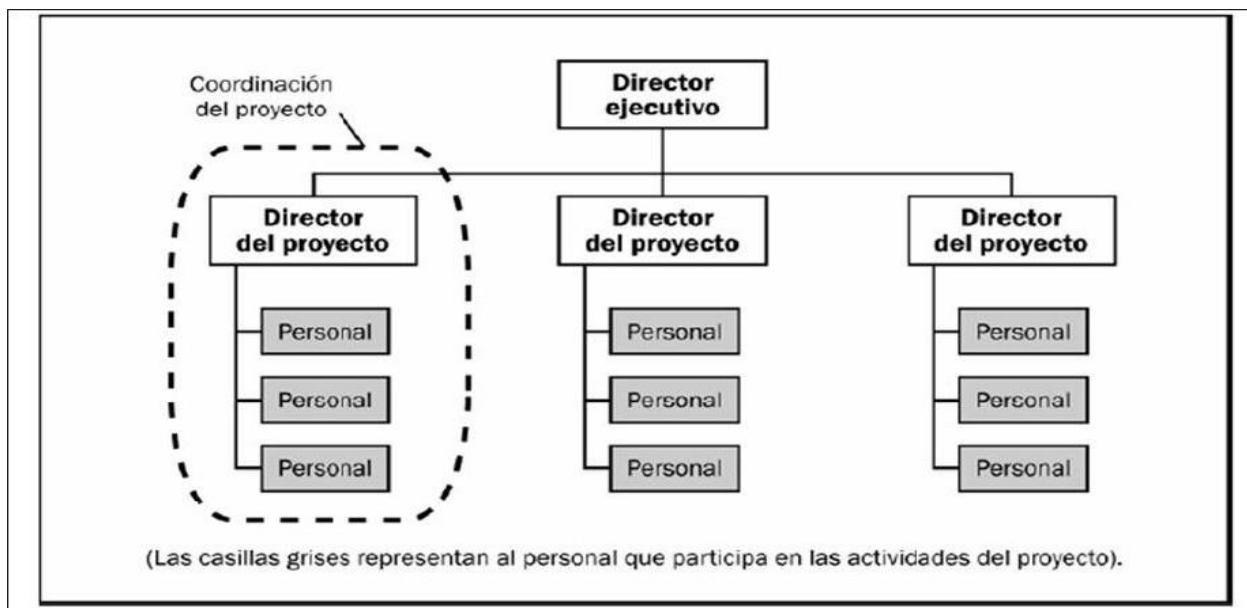 Coordinación
del proyecto
Director
ejecutivo
Director
del proyecto
Director
del proyecto
Director
del proyecto
Personal
Personal
Personal
Personal
Personal
Personal
Personal
Personal
Personal
(Las casillas grises representan al personal que participa en las actividades del proyecto).